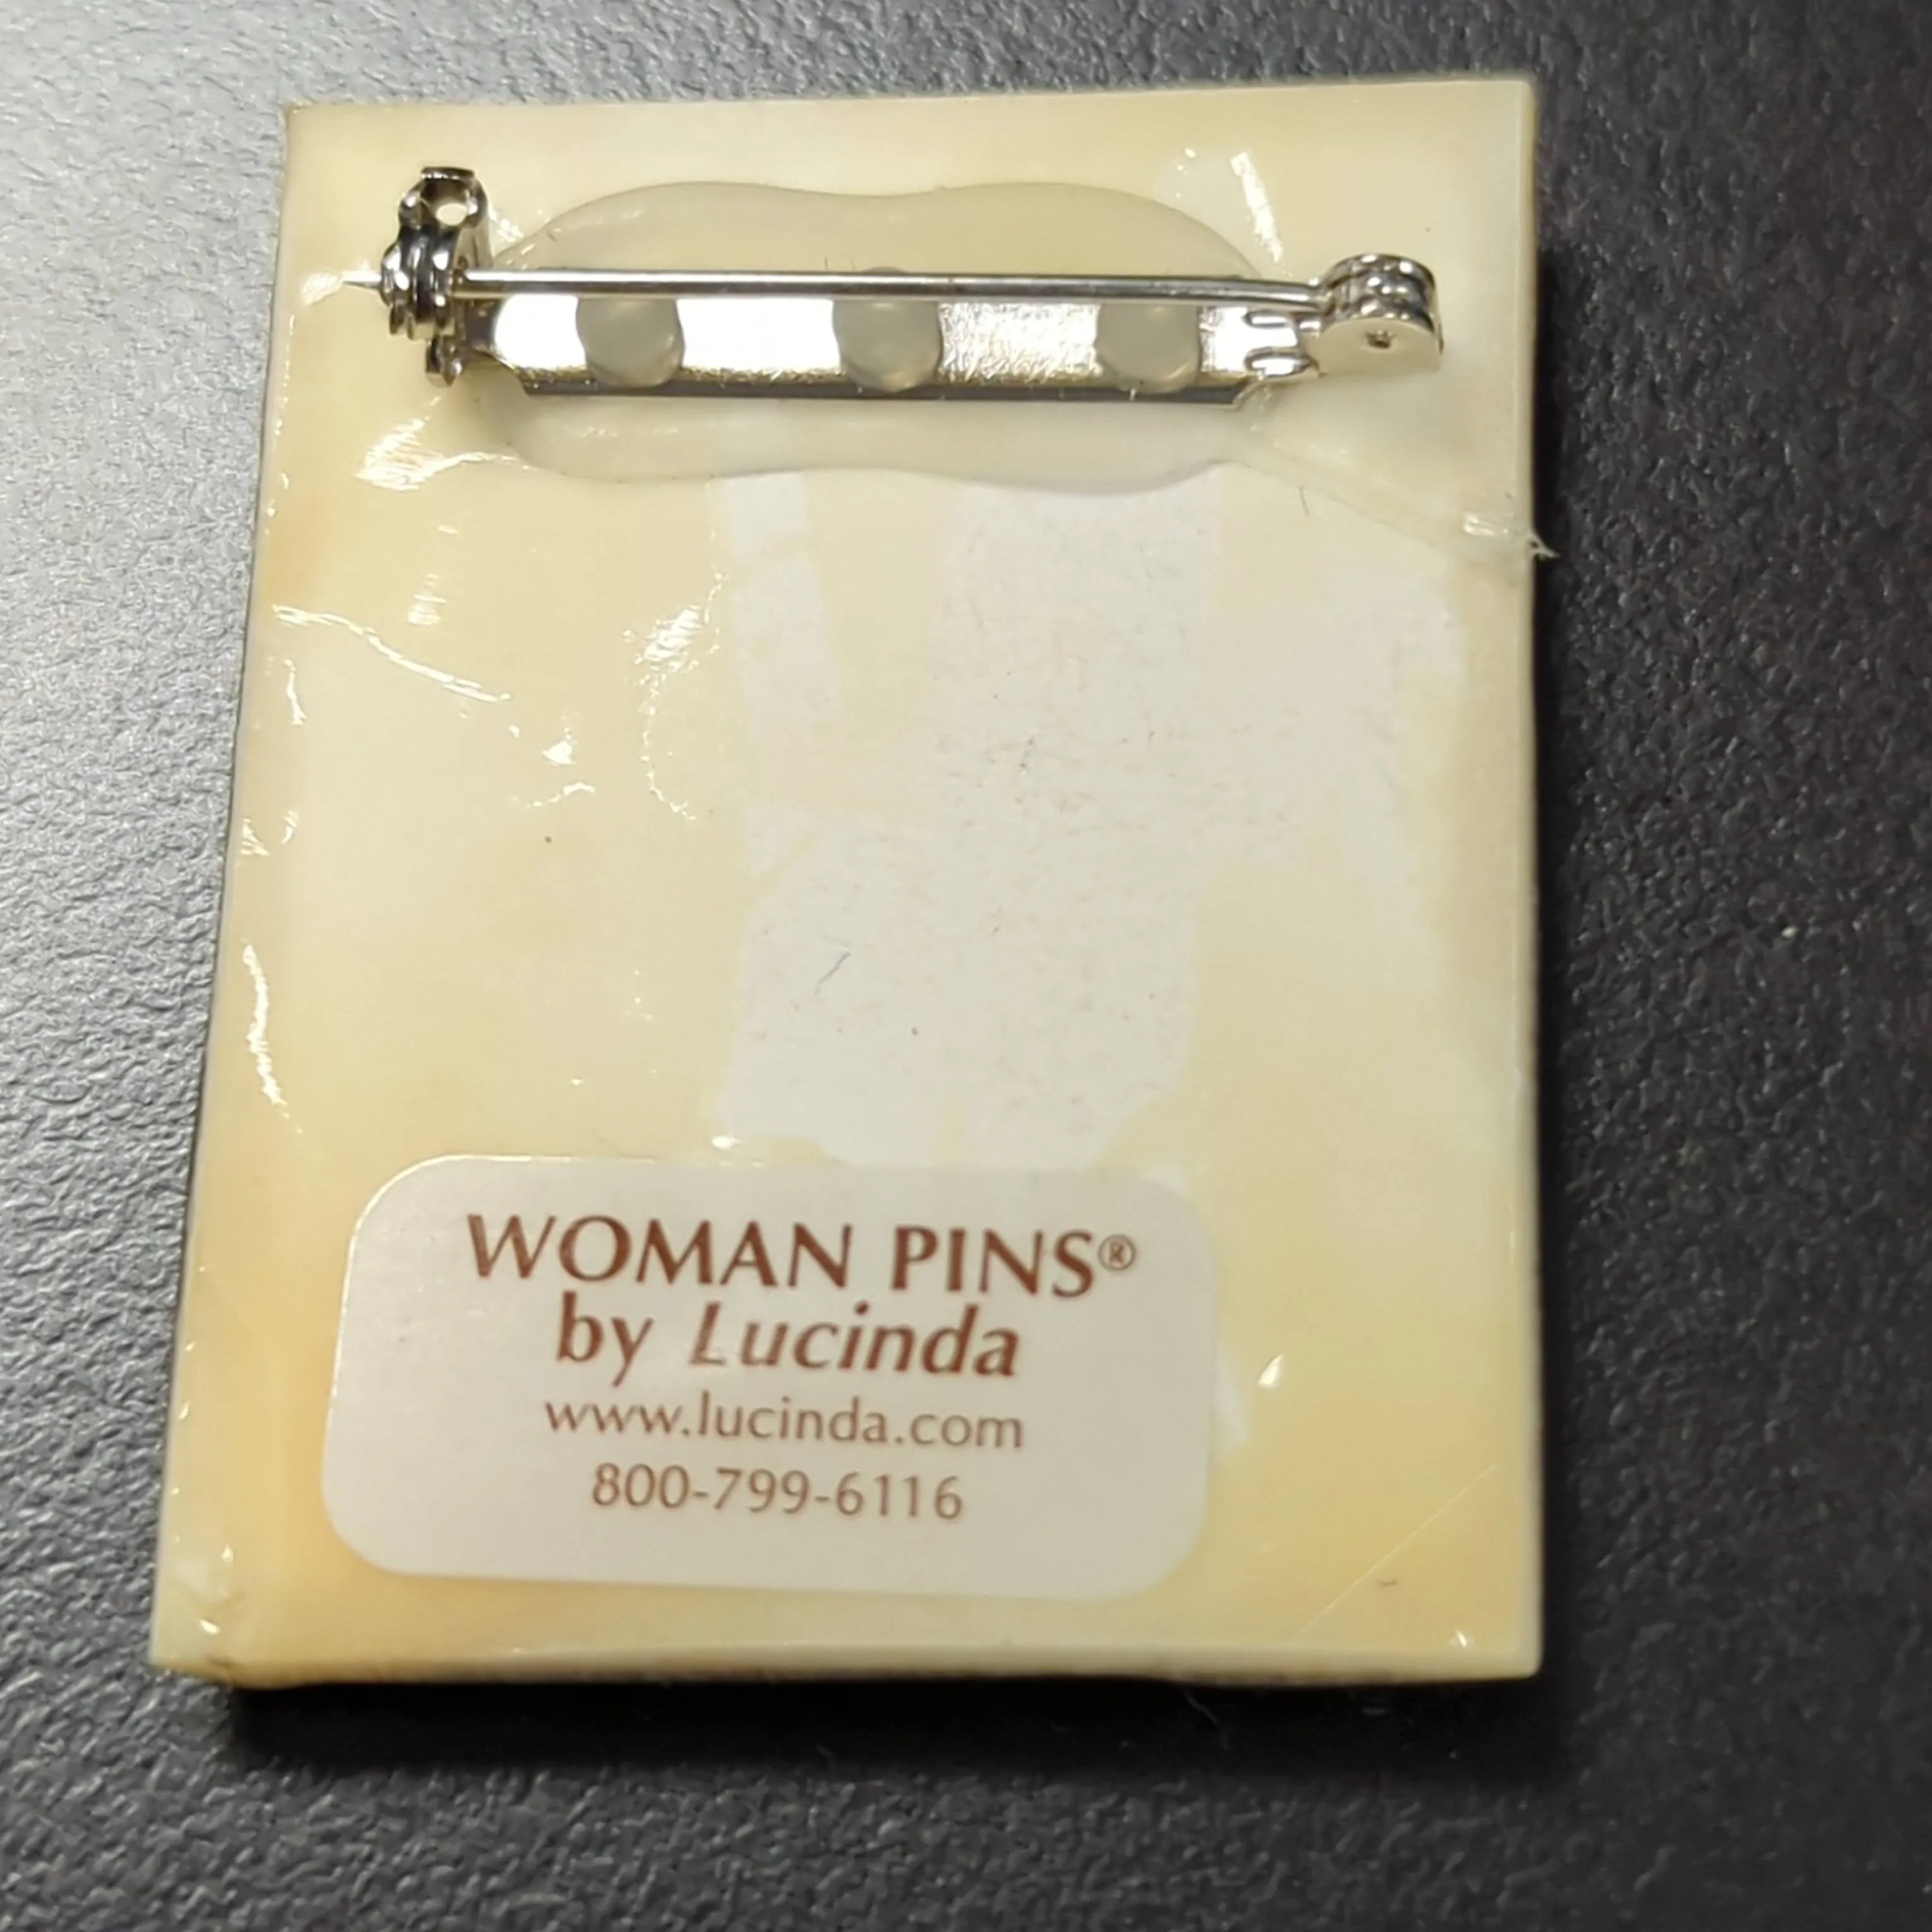 WOMAN PINS®
by Lucinda
www.lucinda.com
800-799-6116